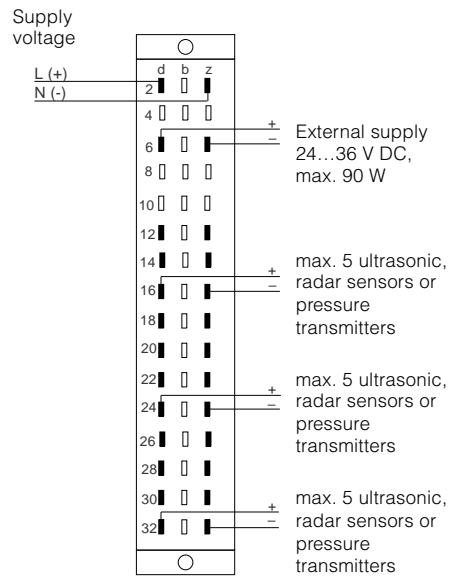 Supply
voltage
L (+)
N (-)
d b z
2
4
6
8
10
12
14
16
18
20
22
24
26
28
30
32
+
–
External supply
24...36 V DC,
max. 90 W
+
–
max. 5 ultrasonic,
radar sensors or
pressure
transmitters
+
–
max. 5 ultrasonic,
radar sensors or
pressure
transmitters
+
–
max. 5 ultrasonic,
radar sensors or
pressure
transmitters